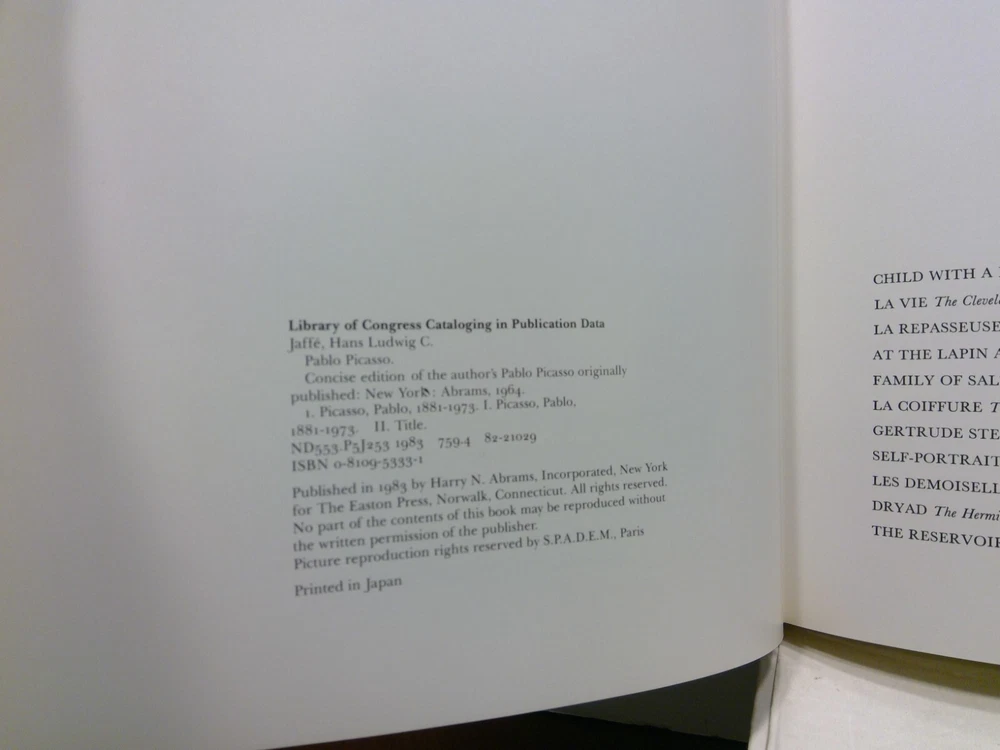 Library of Congress Cataloging in Publication Data
Jaffé, Hans Ludwig C.
Pablo Picasso.
Concise edition of the author's Pablo Picasso originally
published: New York: Abrams, 1964.
1. Picasso, Pablo, 1881-1973. I. Picasso, Pablo,
1881-1973. II. Title.
ND553.P5J253 1983 759.4 82-21029
ISBN 0-8109-5333-1
Published in 1983 by Harry N. Abrams, Incorporated, New York
for The Easton Press, Norwalk, Connecticut. All rights reserved.
No part of the contents of this book may be reproduced without
the written permission of the publisher.
Picture reproduction rights reserved by S.P.A.D.E.M., Paris
Printed in Japan
CHILD WITH A
LA VIE The
LA REPASSEUSE
AT THE LAPIN
FAMILY OF
LA COIFFURE
GERTRUDE
SELF-PORTRAIT
LES
DRYAD The
THE